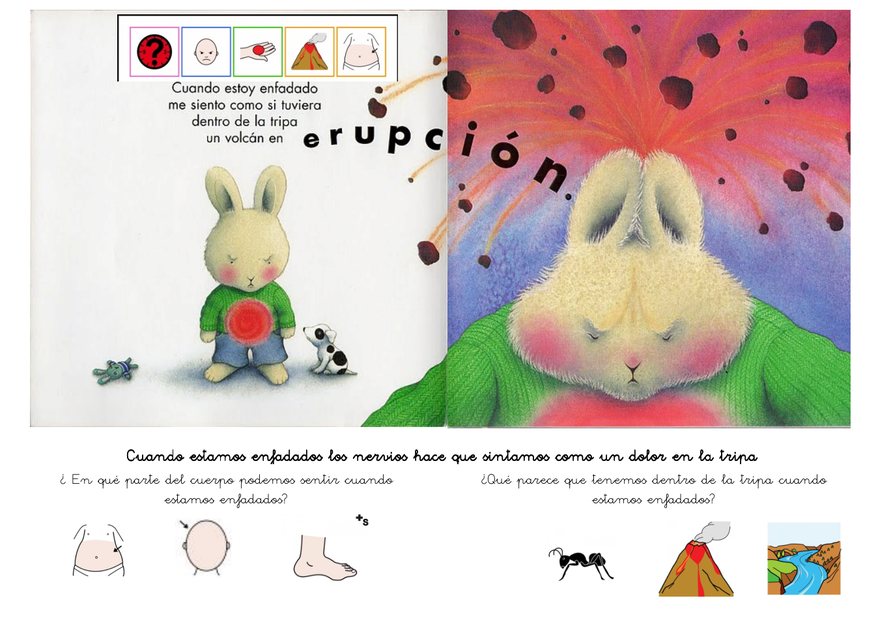 Cuando estoy enfadado
me siento como si tuviera
dentro de la tripa
un volcán en erupción.
Cuando estamos enfadados los nervios hace que sintamos como un dolor en la tripa
¿ En qué parte del cuerpo podemos sentir cuando
estamos enfadados?
¿Qué parece que tenemos dentro de la tripa cuando
estamos enfadados?
+s